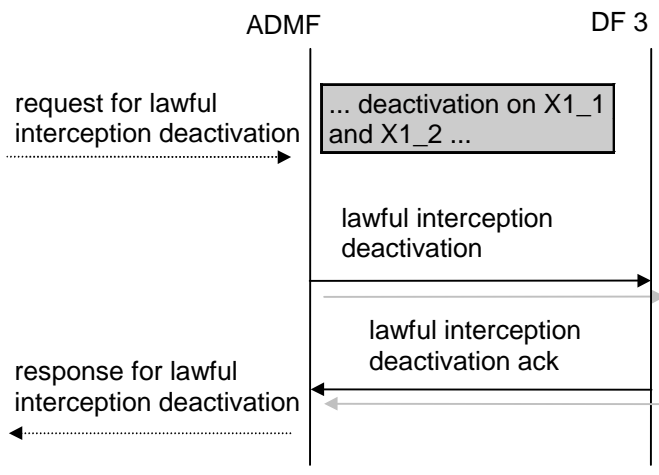 ADMF
DF 3
request for lawful
interception deactivation
... deactivation on X1_1
and X1_2 ...
lawful interception
deactivation
lawful interception
deactivation ack
response for lawful
interception deactivation